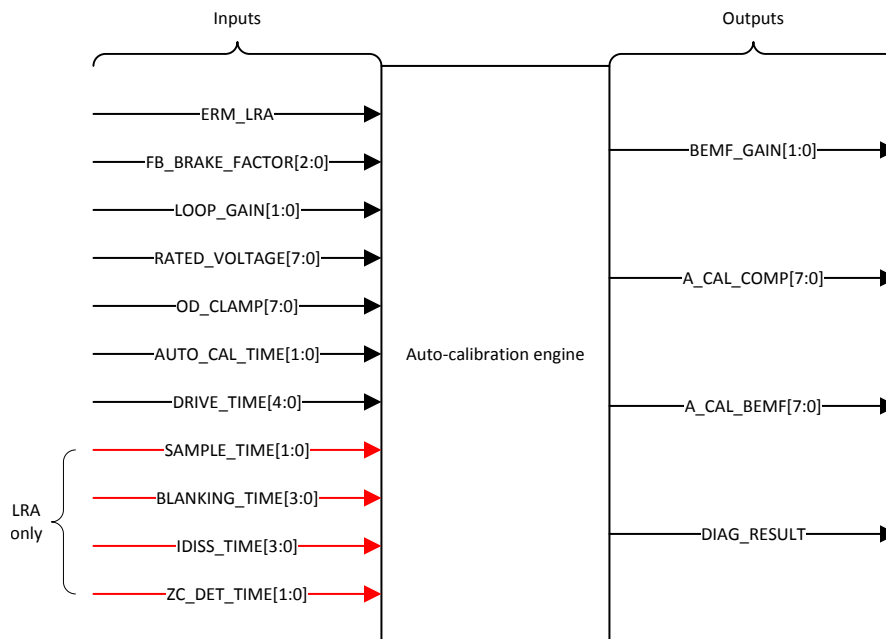 Inputs
Outputs
ERM_LRA
FB_BRAKE_FACTOR[2:0]
LOOP_GAIN[1:0]
RATED_VOLTAGE[7:0]
OD_CLAMP[7:0]
AUTO_CAL_TIME[1:0]
DRIVE_TIME[4:0]
SAMPLE_TIME[1:0]
BLANKING_TIME[3:0]
IDISS_TIME[3:0]
ZC_DET_TIME[1:0]
LRA
only
Auto-calibration engine
BEMF_GAIN[1:0]
A_CAL_COMP[7:0]
A_CAL_BEMF[7:0]
DIAG_RESULT